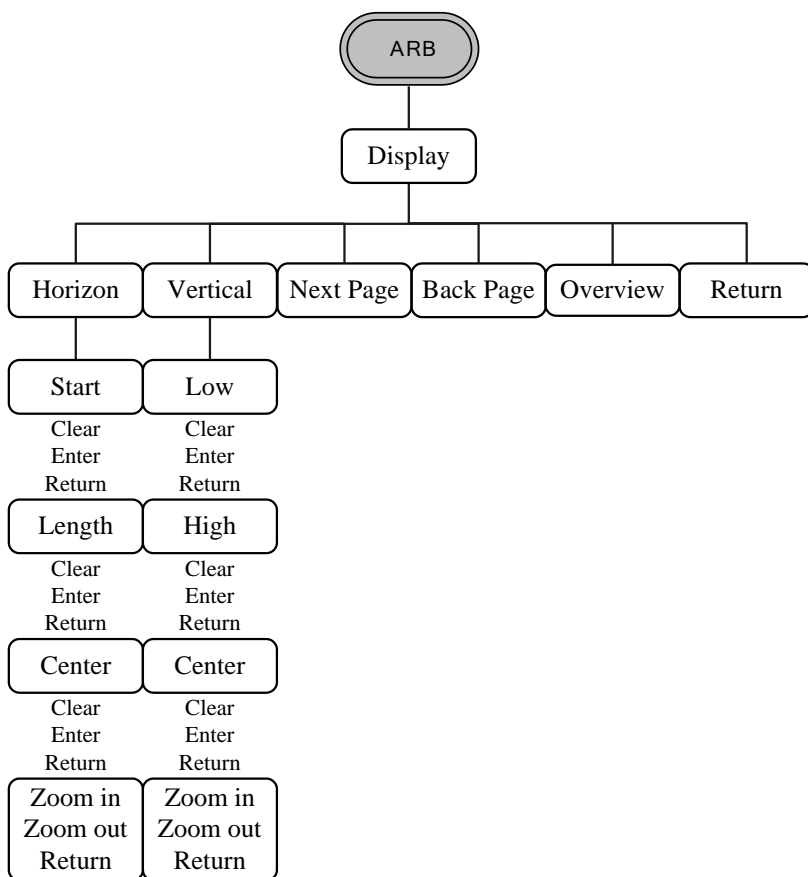 ARB
Display
Horizon
Vertical
Next Page
Back Page
Overview
Return
Start
Clear
Enter
Return
Length
Clear
Enter
Return
Center
Clear
Enter
Return
Zoom in
Zoom out
Return
Low
Clear
Enter
Return
High
Clear
Enter
Return
Center
Clear
Enter
Return
Zoom in
Zoom out
Return